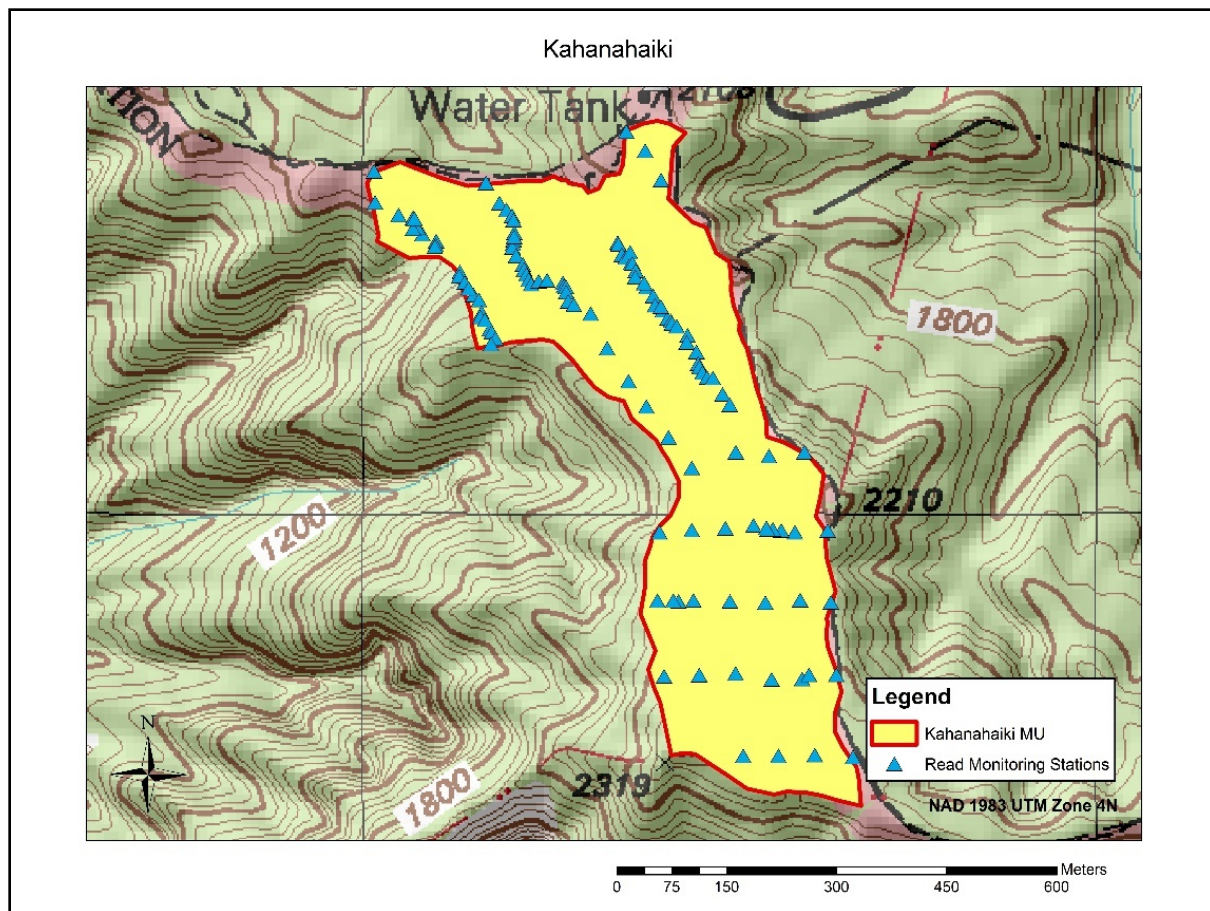 Kahanahaiki
TION
Water Tank
1800
2210
1200
1800
2319
N
Legend
Kahanahaiki MU
Read Monitoring Stations
NAD 1983 UTM Zone 4N
0 75 150 300 450 600 Meters